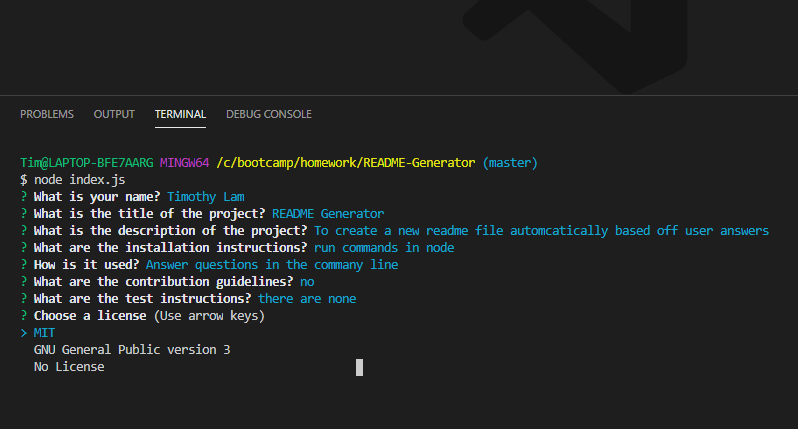 PROBLEMS OUTPUT TERMINAL DEBUG CONSOLE
Tim@LAPTOP-BFE7AARG MINGW64 /c/bootcamp/homework/README-Generator (master)
$ node index.js
? What is your name? Timothy Lam
? What is the title of the project? README Generator
? What is the description of the project? To create a new readme file automcatically based off user answers
? What are the installation instructions? run commands in node
? How is it used? Answer questions in the commany line
? What are the contribution guidelines? no
? What are the test instructions? there are none
? Choose a license (Use arrow keys)
> MIT
GNU General Public version 3
No License